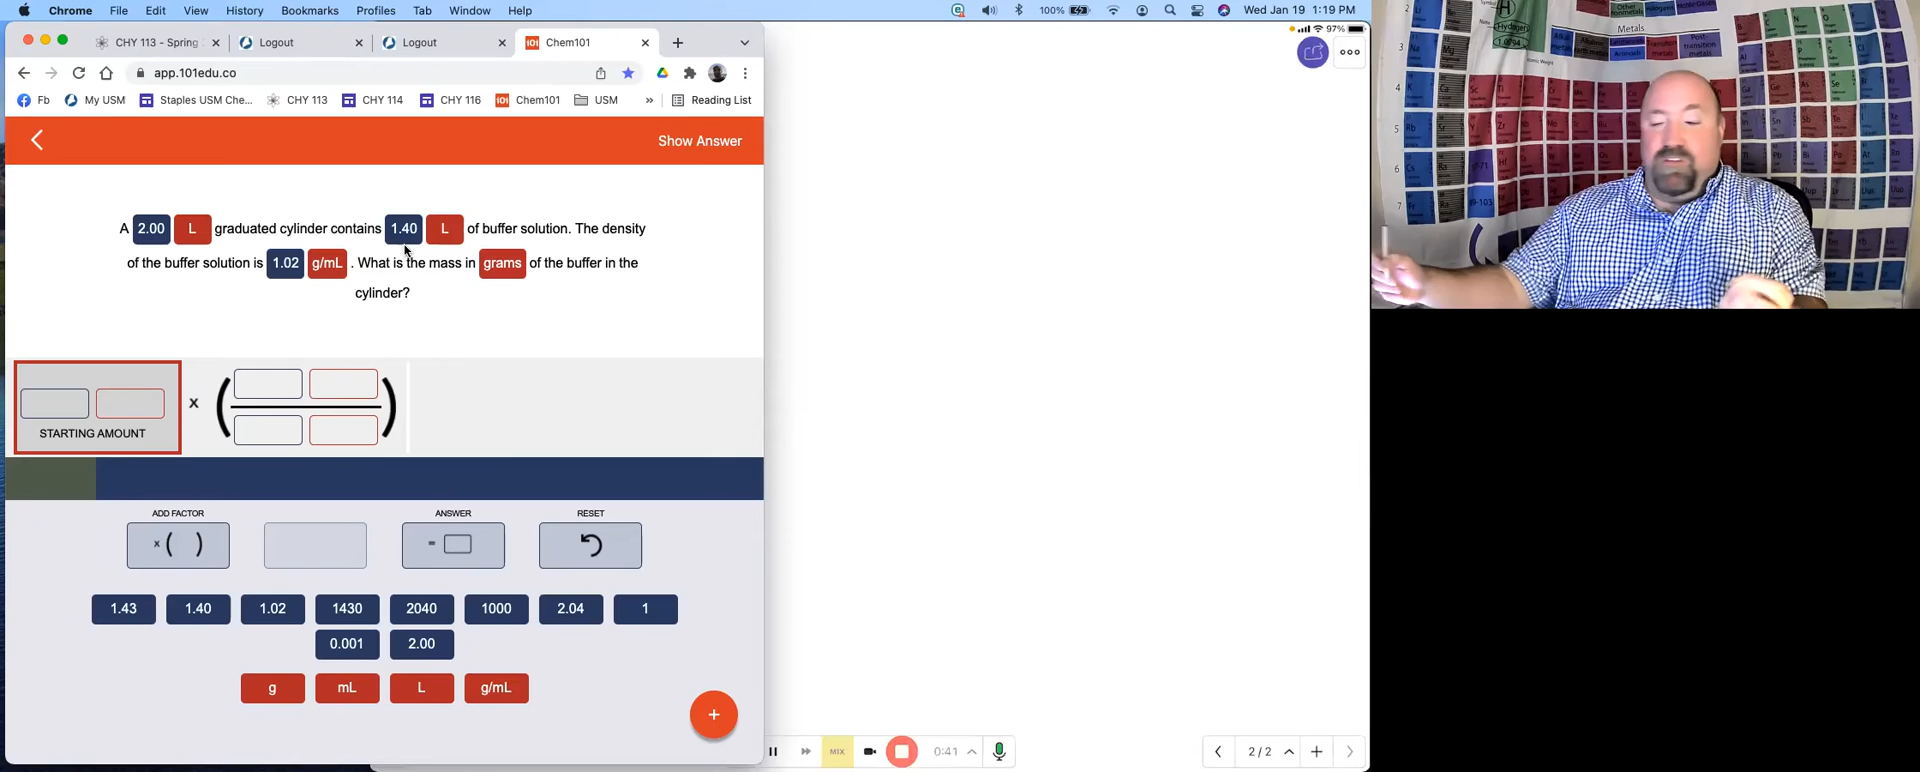 Chrome File Edit View History Bookmarks Profiles Tab Window Help 100% Wed Jan 19 1:19 PM
CHY 113 - Spring Logout Logout Chem101
app.101edu.co
Fb My USM Staples USM Che... CHY 113 CHY 114 CHY 116 Chem101 USM » Reading List
97%
Show Answer
A 2.00 L graduated cylinder contains 1.40 L of buffer solution. The density
of the buffer solution is 1.02 g/mL . What is the mass in grams of the buffer in the
cylinder?
x ( )
STARTING AMOUNT
ADD FACTOR ANSWER RESET
x ( ) =
1.43 1.40 1.02 1430 2040 1000 2.04 1
0.001 2.00
g mL L g/mL
+
MIX 0:41 2/2 +
Hydrogen
1.0794
Metals